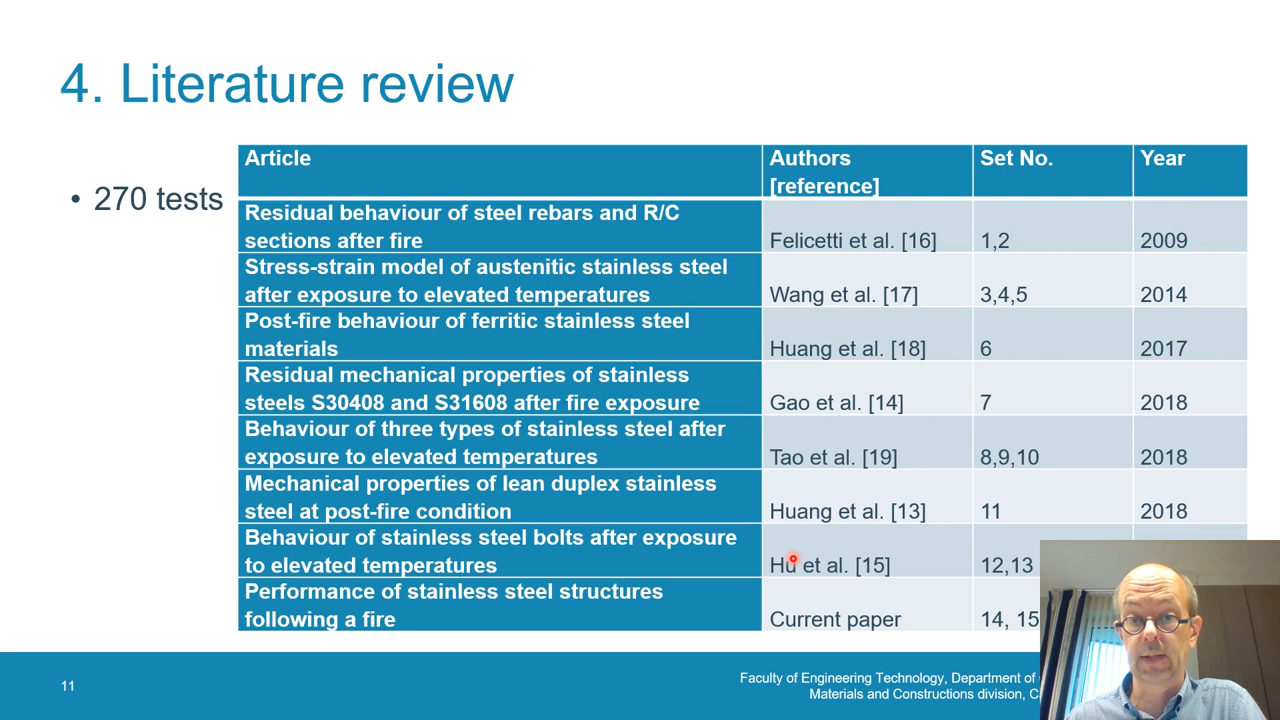 4. Literature review
• 270 tests
Article
Authors
[reference]
Set No.
Year
Residual behaviour of steel rebars and R/C
sections after fire
Felicetti et al. [16]
1,2
2009
Stress-strain model of austenitic stainless steel
after exposure to elevated temperatures
Wang et al. [17]
3,4,5
2014
Post-fire behaviour of ferritic stainless steel
materials
Huang et al. [18]
6
2017
Residual mechanical properties of stainless
steels S30408 and S31608 after fire exposure
Gao et al. [14]
7
2018
Behaviour of three types of stainless steel after
exposure to elevated temperatures
Tao et al. [19]
8,9,10
2018
Mechanical properties of lean duplex stainless
steel at post-fire condition
Huang et al. [13]
11
2018
Behaviour of stainless steel bolts after exposure
to elevated temperatures
Hu et al. [15]
12,13
Performance of stainless steel structures
following a fire
Current paper
14, 15
11
Faculty of Engineering Technology, Department of
Materials and Constructions division,